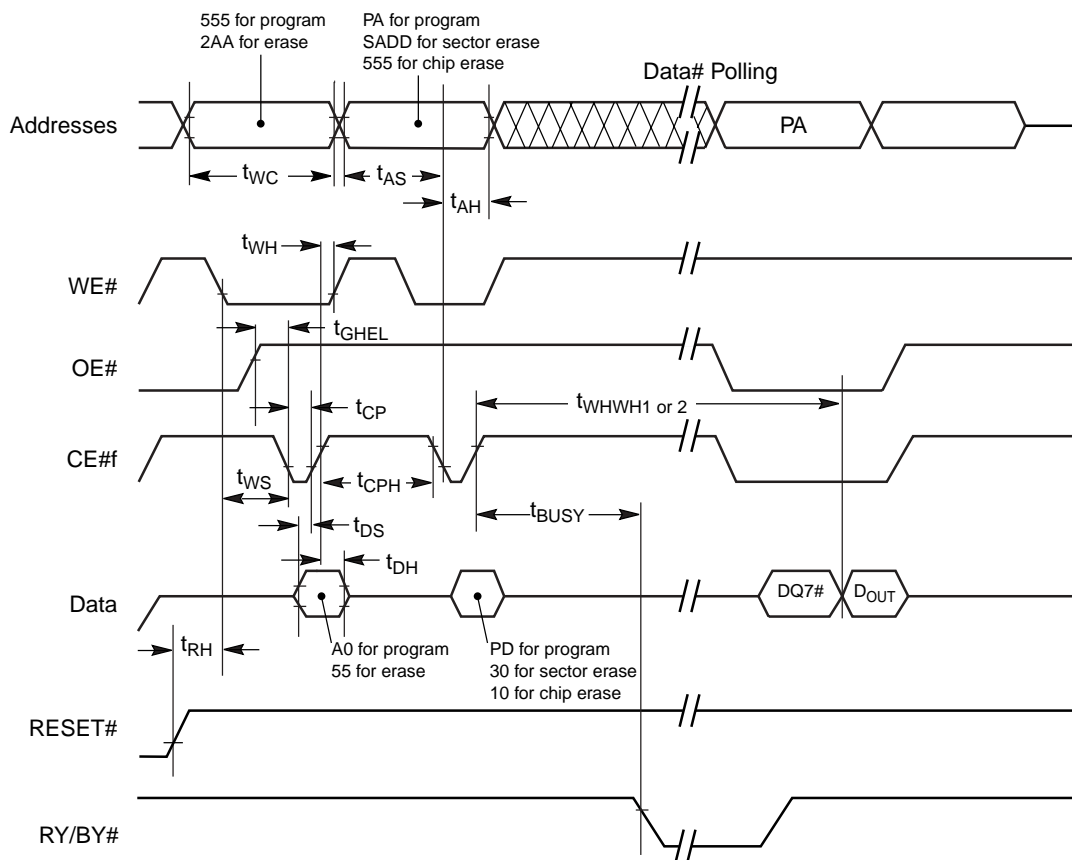 555 for program
2AA for erase
PA for program
SADD for sector erase
555 for chip erase
Data# Polling
Addresses
PA
tWC
tAS
tAH
tWH
WE#
tGHEL
OE#
tCP
tWHWH1 or 2
CE#f
tWS
tCPH
tBUSY
tDS
tDH
Data
DQ7#
DOUT
tRH
A0 for program
55 for erase
PD for program
30 for sector erase
10 for chip erase
RESET#
RY/BY#